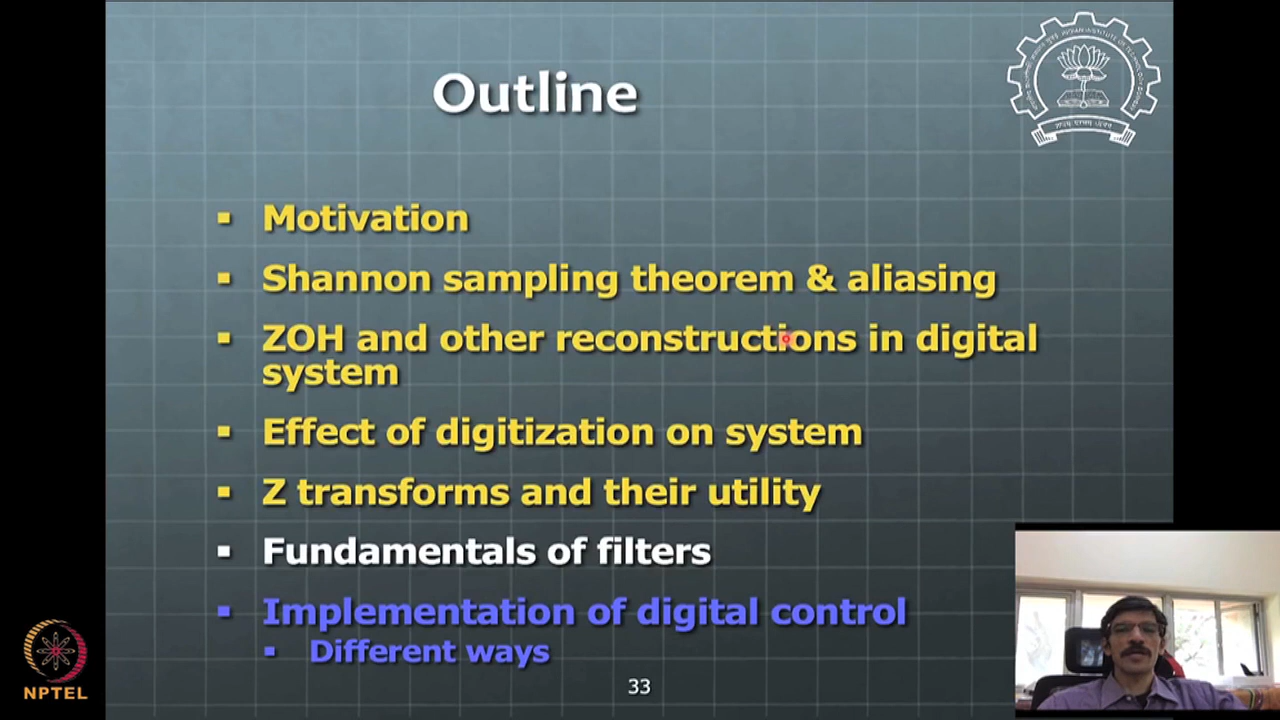 Outline
▪ Motivation
▪ Shannon sampling theorem & aliasing
▪ ZOH and other reconstructions in digital
system
▪ Effect of digitization on system
▪ Z transforms and their utility
▪ Fundamentals of filters
▪ Implementation of digital control
▪ Different ways
33
NPTEL